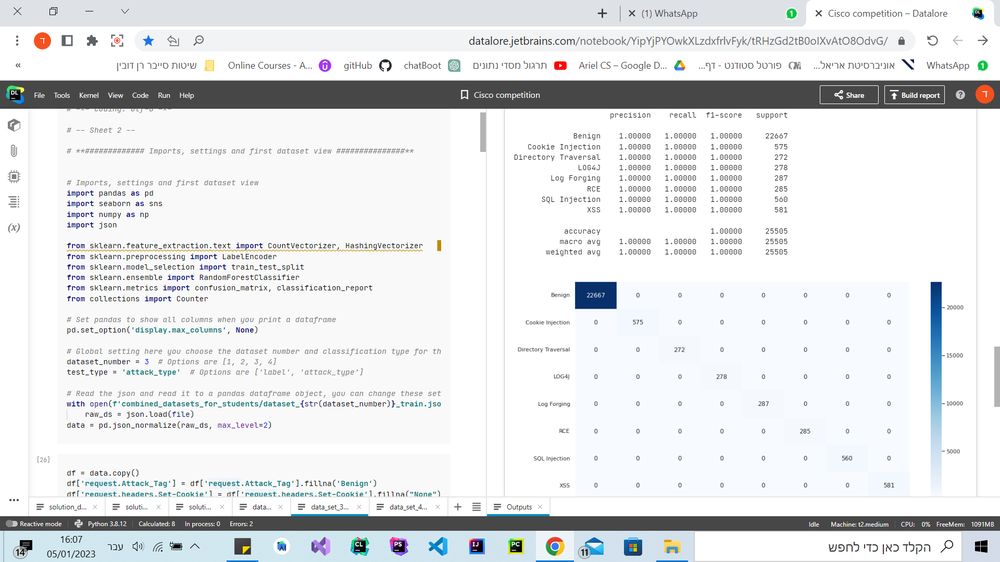 (1) WhatsApp
1
Cisco competition – Datalore
ד
datalore.jetbrains.com/notebook/YipYjPYOwkXLzdxfrlvFyk/tRHzGd2tB0oIXvAtO8OdvG/
»
שיטות סייבר רן דובין
Online Courses - A...
gitHub
chatBoot
תרגול מסדי נתונים
Ariel CS – Google D...
פורטל סטודנט - דף...
אוניברסיטת אריאל...
WhatsApp
1
DL
File Tools Kernel View Code Run Help
Cisco competition
Share
Build report
?
ד
# -- Sheet 2 --
# **############# Imports, settings and first dataset view ###############**
# Imports, settings and first dataset view
import pandas as pd
import seaborn as sns
import numpy as np
import json
from sklearn.feature_extraction.text import CountVectorizer, HashingVectorizer
from sklearn.preprocessing import LabelEncoder
from sklearn.model_selection import train_test_split
from sklearn.ensemble import RandomForestClassifier
from sklearn.metrics import confusion_matrix, classification_report
from collections import Counter
# Set pandas to show all columns when you print a dataframe
pd.set_option('display.max_columns', None)
# Global setting here you choose the dataset number and classification type for th
dataset_number = 3 # Options are [1, 2, 3, 4]
test_type = 'attack_type' # Options are ['label', 'attack_type']
# Read the json and read it to a pandas dataframe object, you can change these set
with open(f'combined_datasets_for_students/dataset_{str(dataset_number)}_train.jso
raw_ds = json.load(file)
data = pd.json_normalize(raw_ds, max_level=2)
[26]
df = data.copy()
df['request.Attack_Tag'] = df['request.Attack_Tag'].fillna('Benign')
df['request.headers.Set-Cookie'] = df['request.headers.Set-Cookie'].fillna("None")
precision recall f1-score support
Benign 1.00000 1.00000 1.00000 22667
Cookie Injection 1.00000 1.00000 1.00000 575
Directory Traversal 1.00000 1.00000 1.00000 272
LOG4J 1.00000 1.00000 1.00000 278
Log Forging 1.00000 1.00000 1.00000 287
RCE 1.00000 1.00000 1.00000 285
SQL Injection 1.00000 1.00000 1.00000 560
XSS 1.00000 1.00000 1.00000 581
accuracy 1.00000 25505
macro avg 1.00000 1.00000 1.00000 25505
weighted avg 1.00000 1.00000 1.00000 25505
Benign 22667 0 0 0 0 0 0 0
Cookie Injection 0 575 0 0 0 0 0 0
Directory Traversal 0 0 272 0 0 0 0 0
LOG4J 0 0 0 278 0 0 0 0
Log Forging 0 0 0 0 287 0 0 0
RCE 0 0 0 0 0 285 0 0
SQL Injection 0 0 0 0 0 0 560 0
XSS 0 0 0 0 0 0 0 581
20000
15000
10000
5000
(x)
solution_d...
soluti...
soluti...
data...
data_set_3...
data_set_4...
Outputs
Reactive mode Python 3.8.12 Calculated: 8 In process: 0 Errors: 2
Idle Machine: t2.medium CPU: 0% FreeMem: 1091MB
14
16:07
05/01/2023
עבר
CL
PS
IJ
PC
11
הקלד כאן כדי לחפש